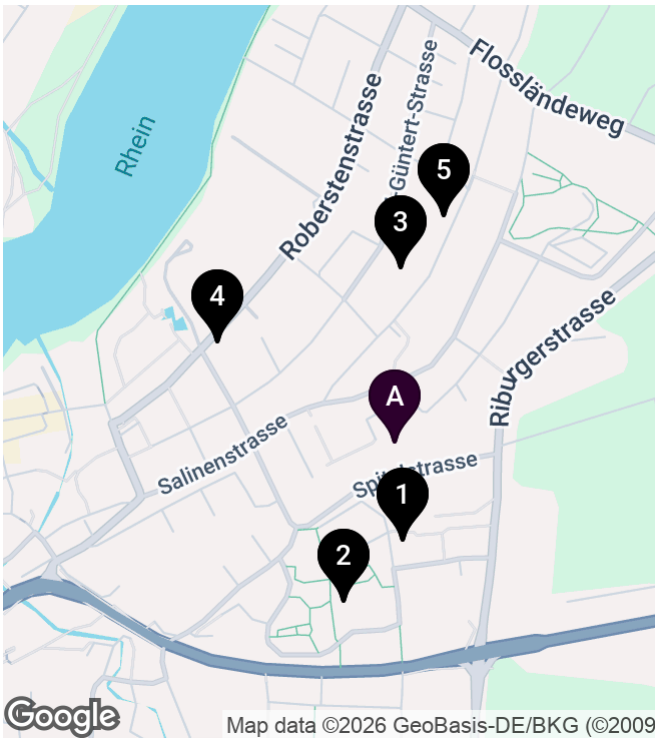 Flossländeweg
Rhein
Güntert-Strasse
Roberstenstrasse
5
3
4
Riburgerstrasse
A
Salinenstrasse
Spitalstrasse
1
2
Google
Map data ©2026 GeoBasis-DE/BKG (©2009